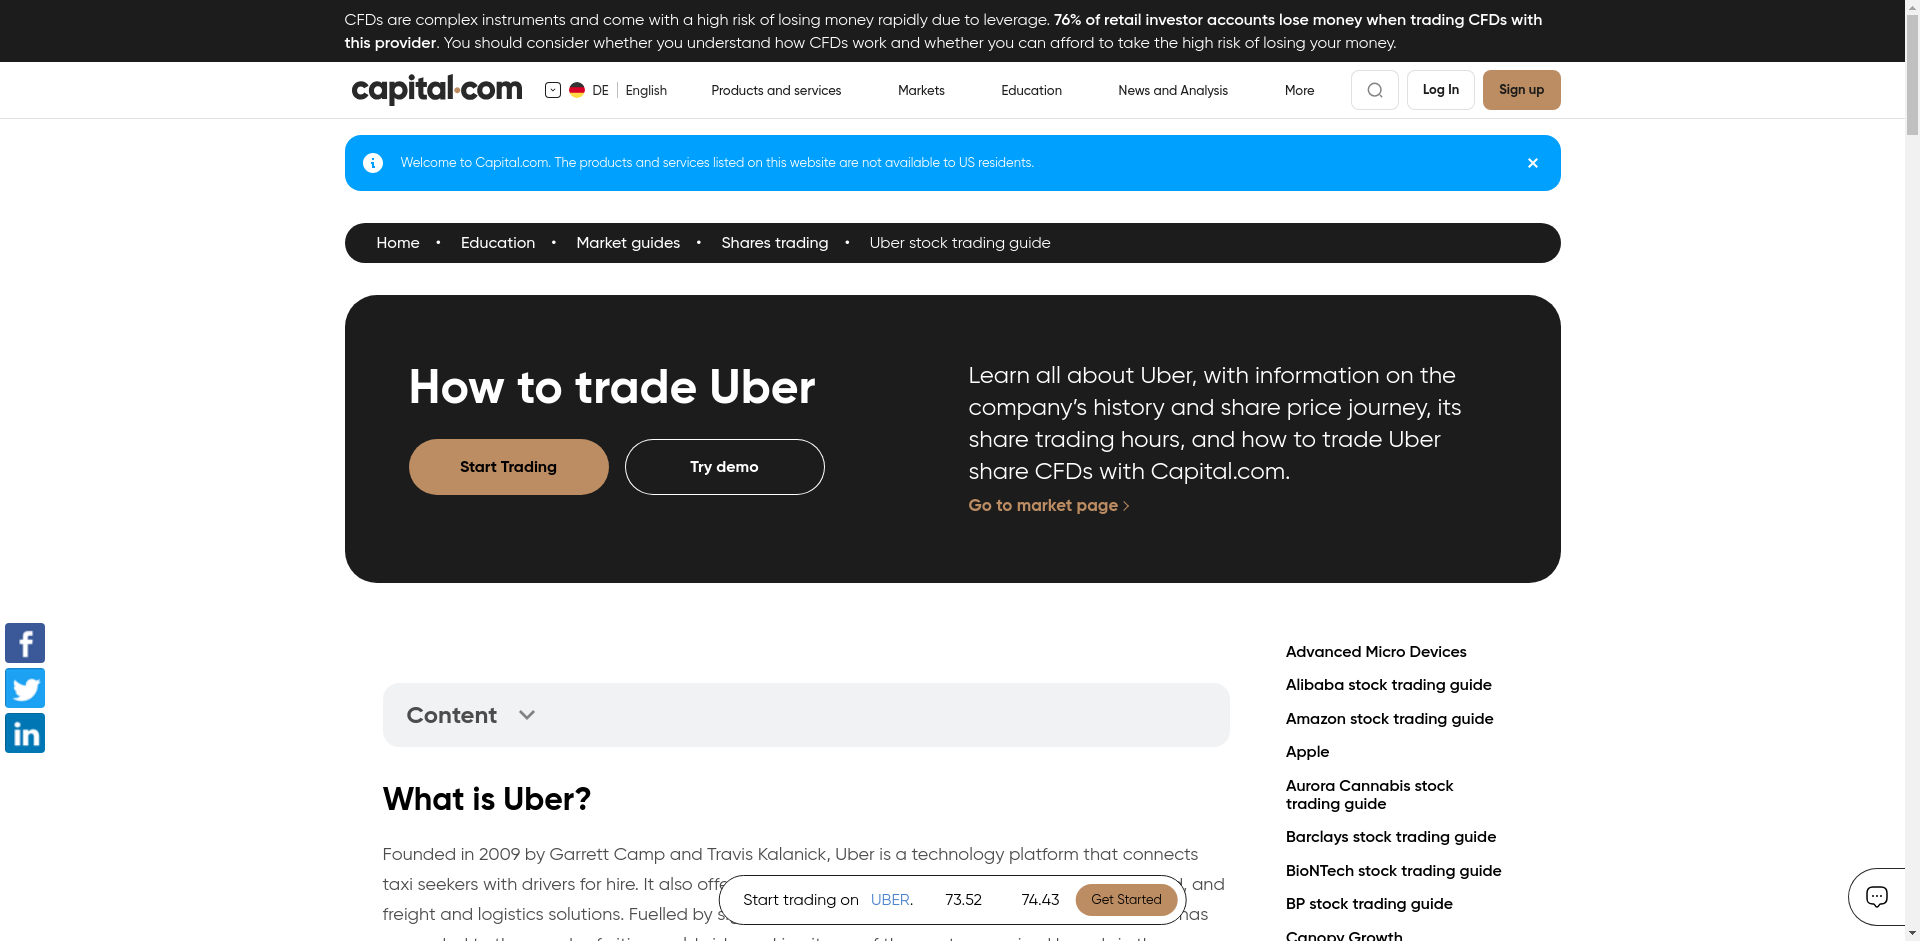 CFDs are complex instruments and come with a high risk of losing money rapidly due to leverage. 76% of retail investor accounts lose money when trading CFDs with
this provider. You should consider whether you understand how CFDs work and whether you can afford to take the high risk of losing your money.
capital.com DE English Products and services Markets Education News and Analysis More Log In Sign up
Welcome to Capital.com. The products and services listed on this website are not available to US residents.
Home • Education • Market guides • Shares trading • Uber stock trading guide
How to trade Uber
Start Trading Try demo
Learn all about Uber, with information on the
company's history and share price journey, its
share trading hours, and how to trade Uber
share CFDs with Capital.com.
Go to market page
Content
What is Uber?
Founded in 2009 by Garrett Camp and Travis Kalanick, Uber is a technology platform that connects
taxi seekers with drivers for hire. It also and
freight and logistics solutions. Fuelled by
Start trading on UBER. 73.52 74.43 Get Started
Advanced Micro Devices
Alibaba stock trading guide
Amazon stock trading guide
Apple
Aurora Cannabis stock
trading guide
Barclays stock trading guide
BioNTech stock trading guide
BP stock trading guide
Canopy Growth